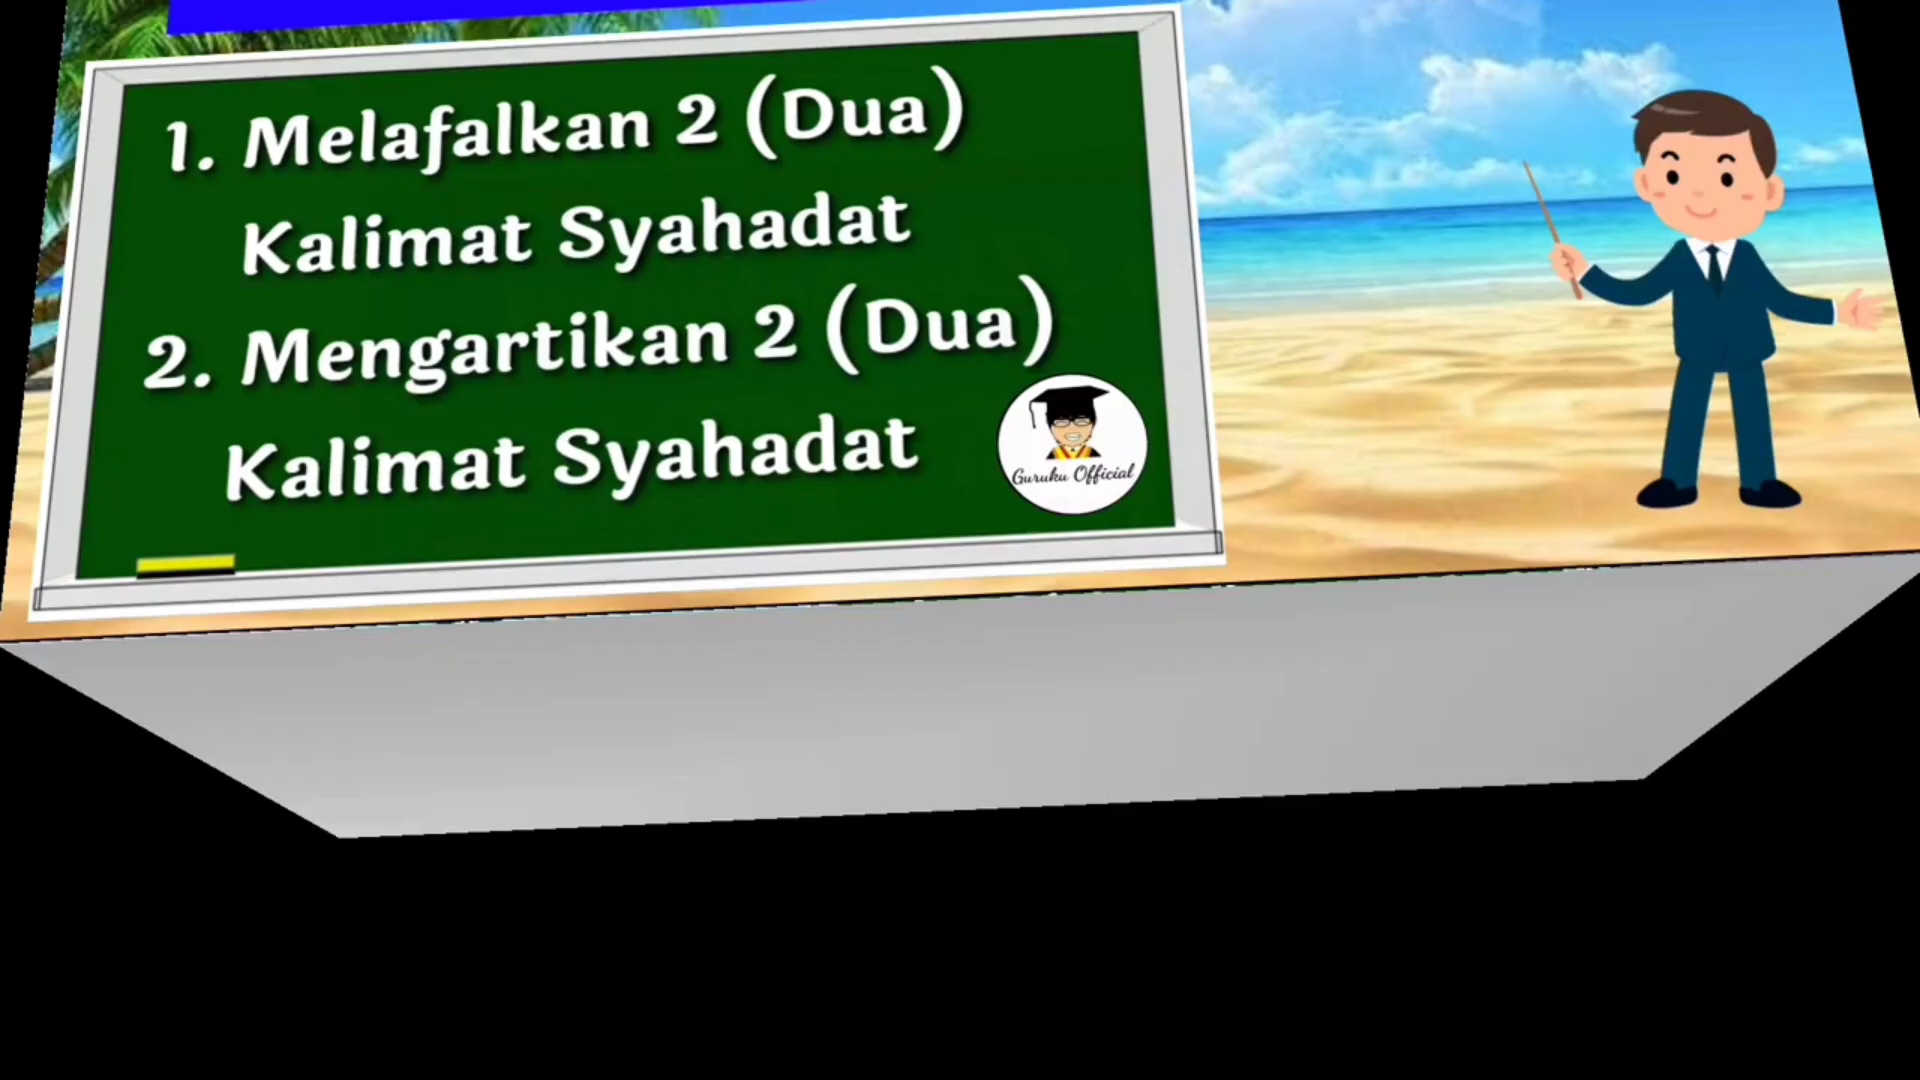 1. Melafalkan 2 (Dua)
Kalimat Syahadat
2. Mengartikan 2 (Dua)
Kalimat Syahadat
Guruku Official